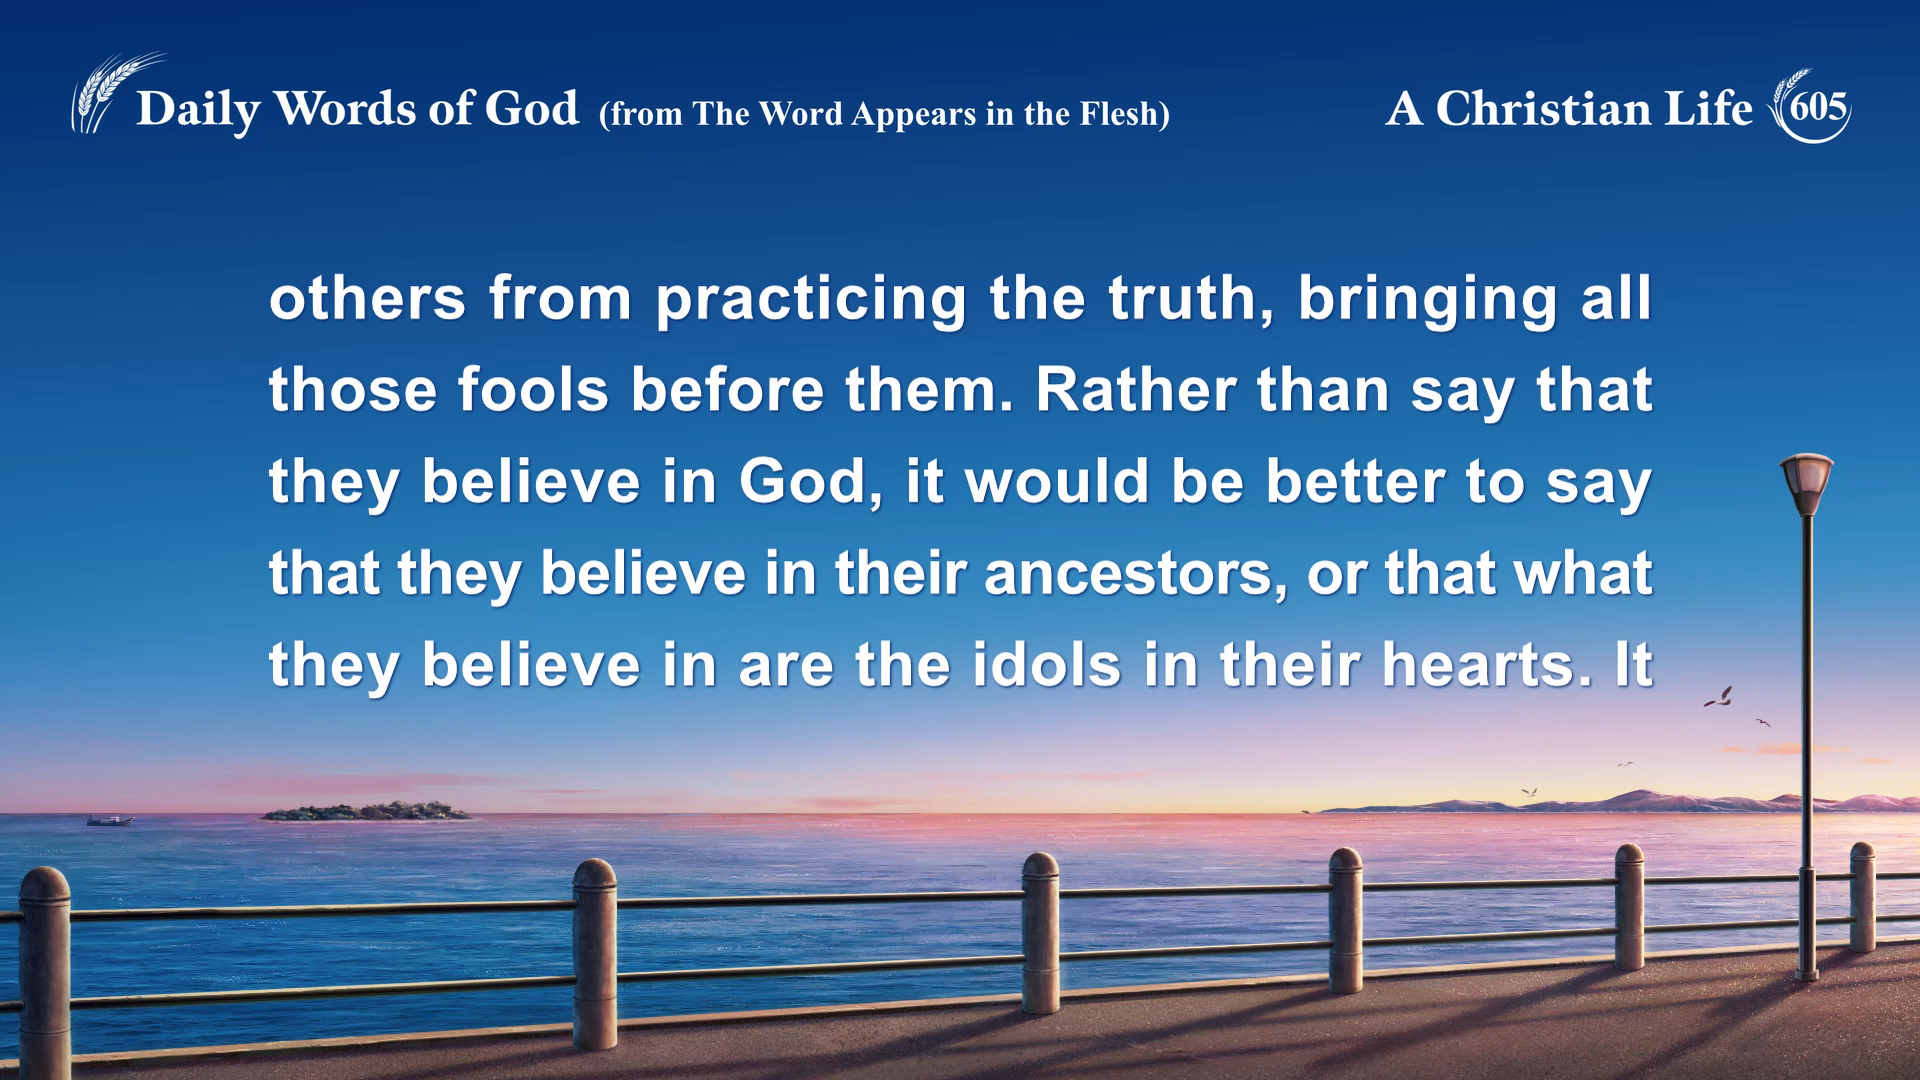 Daily Words of God (from The Word Appears in the Flesh)
A Christian Life 605
others from practicing the truth, bringing all
those fools before them. Rather than say that
they believe in God, it would be better to say
that they believe in their ancestors, or that what
they believe in are the idols in their hearts. It